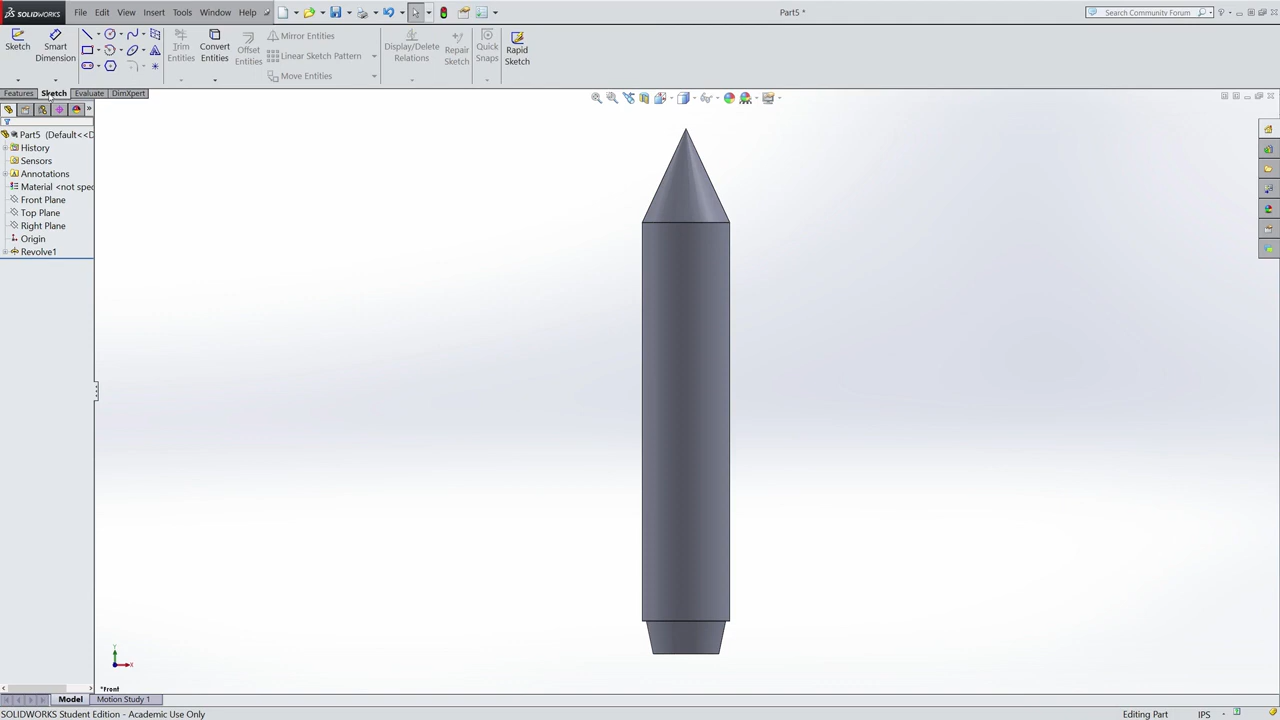 SOLIDWORKS File Edit View Insert Tools Window Help Part5 * Search Community Forum
Sketch Smart Dimension Trim Entities Convert Entities Offset Entities Mirror Entities Linear Sketch Pattern Move Entities Display/Delete Relations Repair Sketch Quick Snaps Rapid Sketch
Features Sketch Evaluate DimXpert
Part5 (Default<<D
History
Sensors
Annotations
Material <not spec
Front Plane
Top Plane
Right Plane
Origin
Revolve1
Y
X
*Front
Model Motion Study 1
SOLIDWORKS Student Edition - Academic Use Only Editing Part IPS